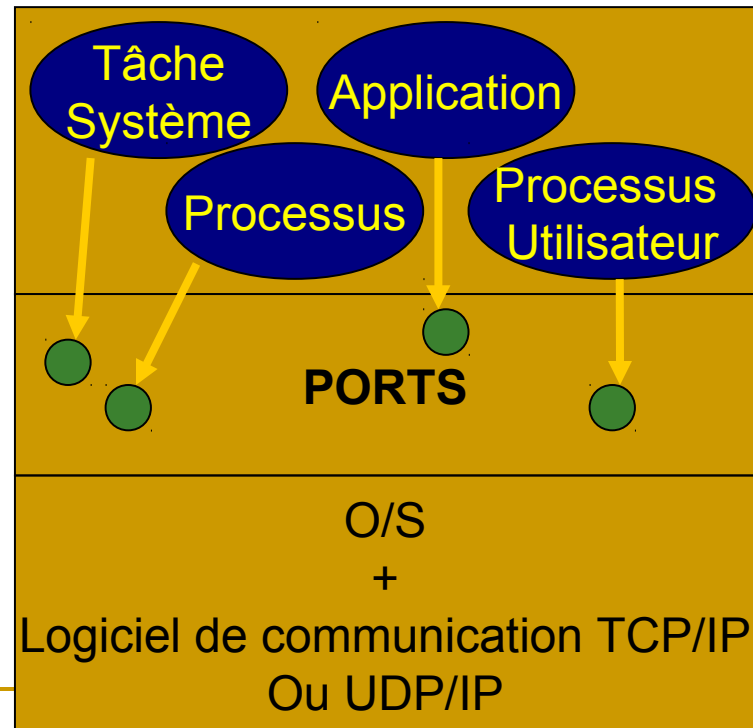 Tâche
Système
Application
Processus
Processus
Utilisateur
PORTS
O/S
+
Logiciel de communication TCP/IP
Ou UDP/IP